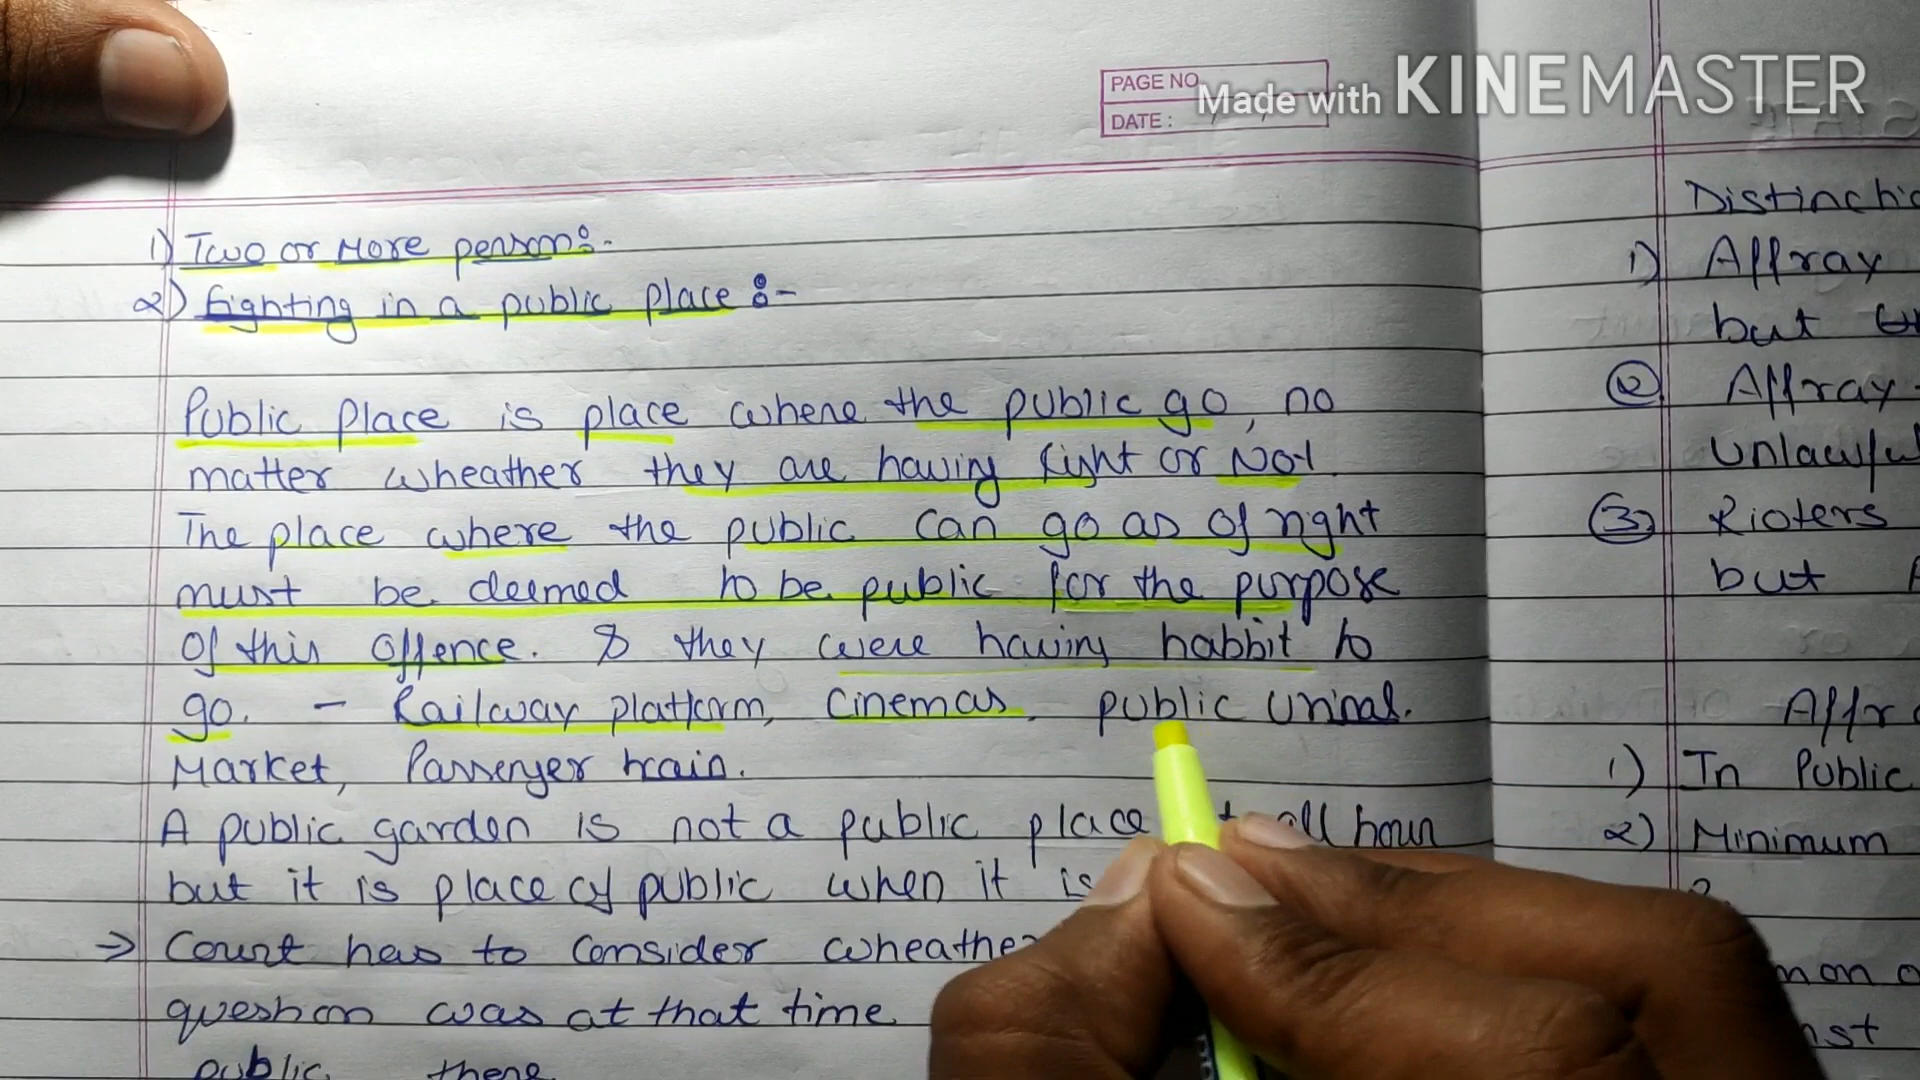 PAGE NO
DATE :
Made with KINEMASTER
1) Two or More person:-
2) fighting in a public place :-
Public Place is place where the public go, no
matter wheather they are having right or Not.
The place where the public can go as of right
must be deemed to be public for the purpose
of this offence. & they were having habbit to
go. - Railway platform, Cinemas, public Urinal.
Market, Passenger train.
A public garden is not a public place all hour
but it is place of public when it is
⇒ Court has to consider wheather
question was at that time
public there
Distinctio
1) Affray
but
2 Affray
Unlawful
3 Rioters
but
Affr
1) In Public
2) Minimum